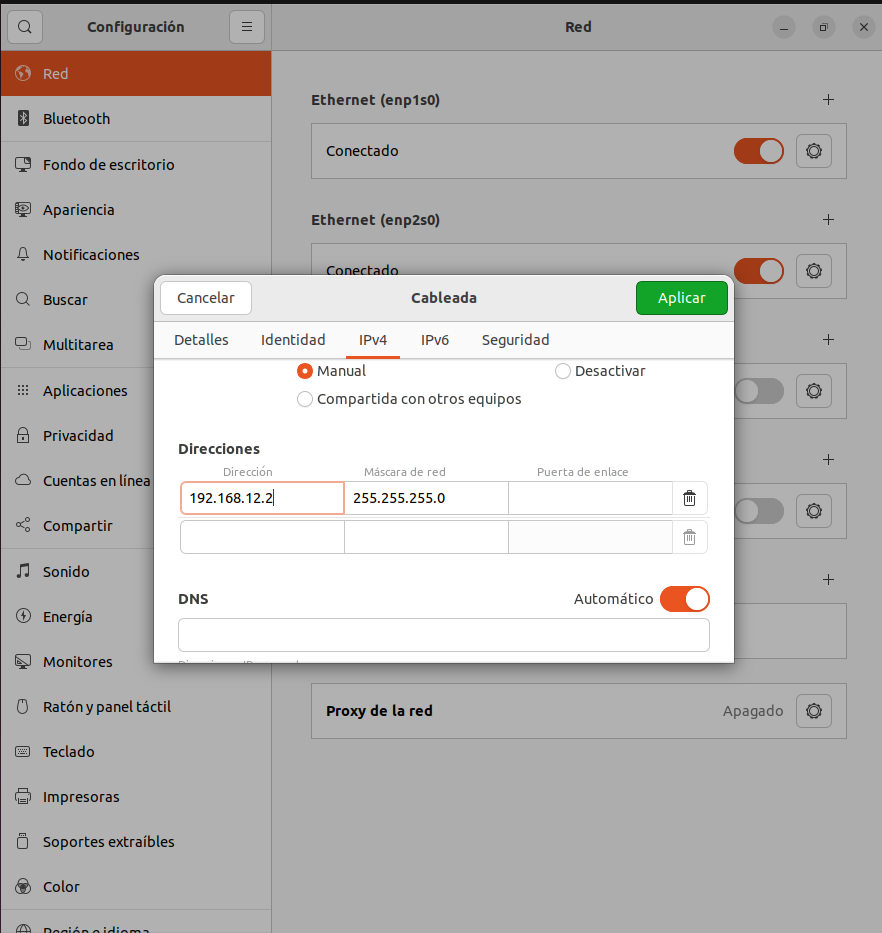 Configuración
Red
Red
Bluetooth
Fondo de escritorio
Apariencia
Notificaciones
Buscar
Multitarea
Aplicaciones
Privacidad
Cuentas en línea
Compartir
Sonido
Energía
Monitores
Ratón y panel táctil
Teclado
Impresoras
Soportes extraíbles
Color
Región e idioma
Ethernet (enp1s0)
Conectado
Ethernet (enp2s0)
Conectado
Cancelar
Cableada
Aplicar
Detalles
Identidad
IPv4
IPv6
Seguridad
Manual
Desactivar
Compartida con otros equipos
Direcciones
Dirección
Máscara de red
Puerta de enlace
192.168.12.2
255.255.255.0
DNS
Automático
Proxy de la red
Apagado